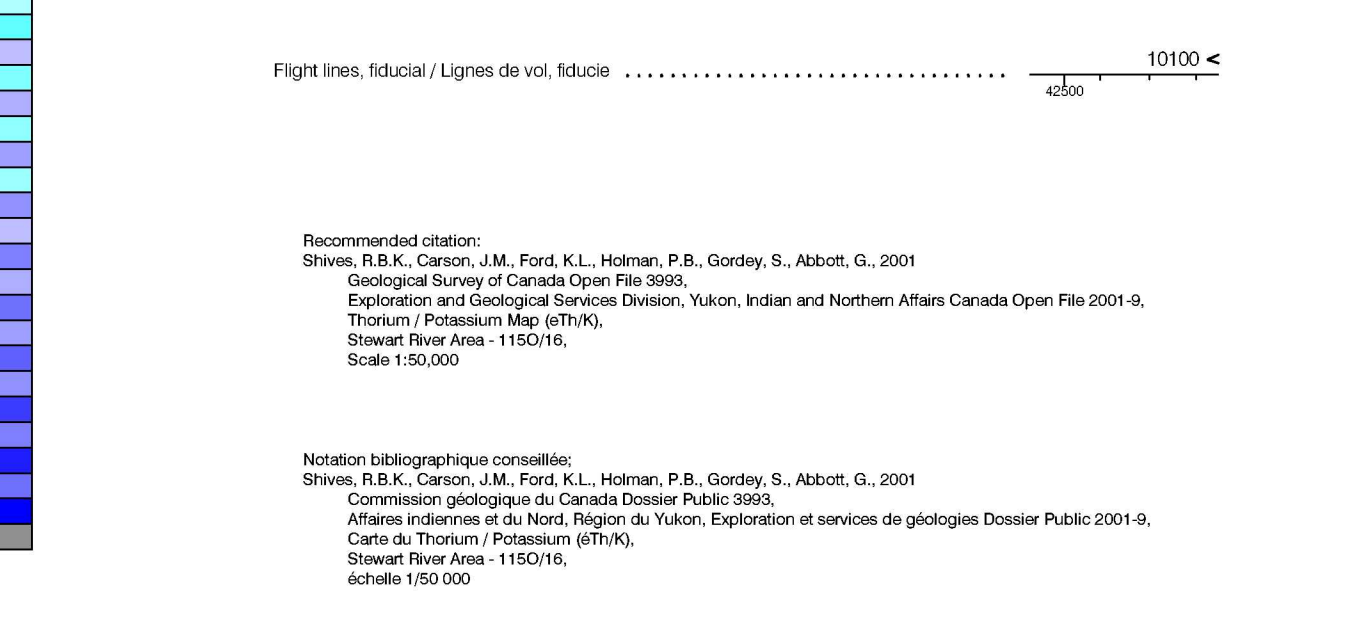 10100 <
Flight lines, fiducial / Lignes de vol, fiducie ........................................
42500
Recommended citation:
Shives, R.B.K., Carson, J.M., Ford, K.L., Holman, P.B., Gordey, S., Abbott, G., 2001
Geological Survey of Canada Open File 3993,
Exploration and Geological Services Division, Yukon, Indian and Northern Affairs Canada Open File 2001-9,
Thorium / Potassium Map (eTh/K),
Stewart River Area - 115O/16,
Scale 1:50,000
Notation bibliographique conseillée;
Shives, R.B.K., Carson, J.M., Ford, K.L., Holman, P.B., Gordey, S., Abbott, G., 2001
Commission géologique du Canada Dossier Public 3993,
Affaires indiennes et du Nord, Région du Yukon, Exploration et services de géologies Dossier Public 2001-9,
Carte du Thorium / Potassium (éTh/K),
Stewart River Area - 115O/16,
échelle 1/50 000